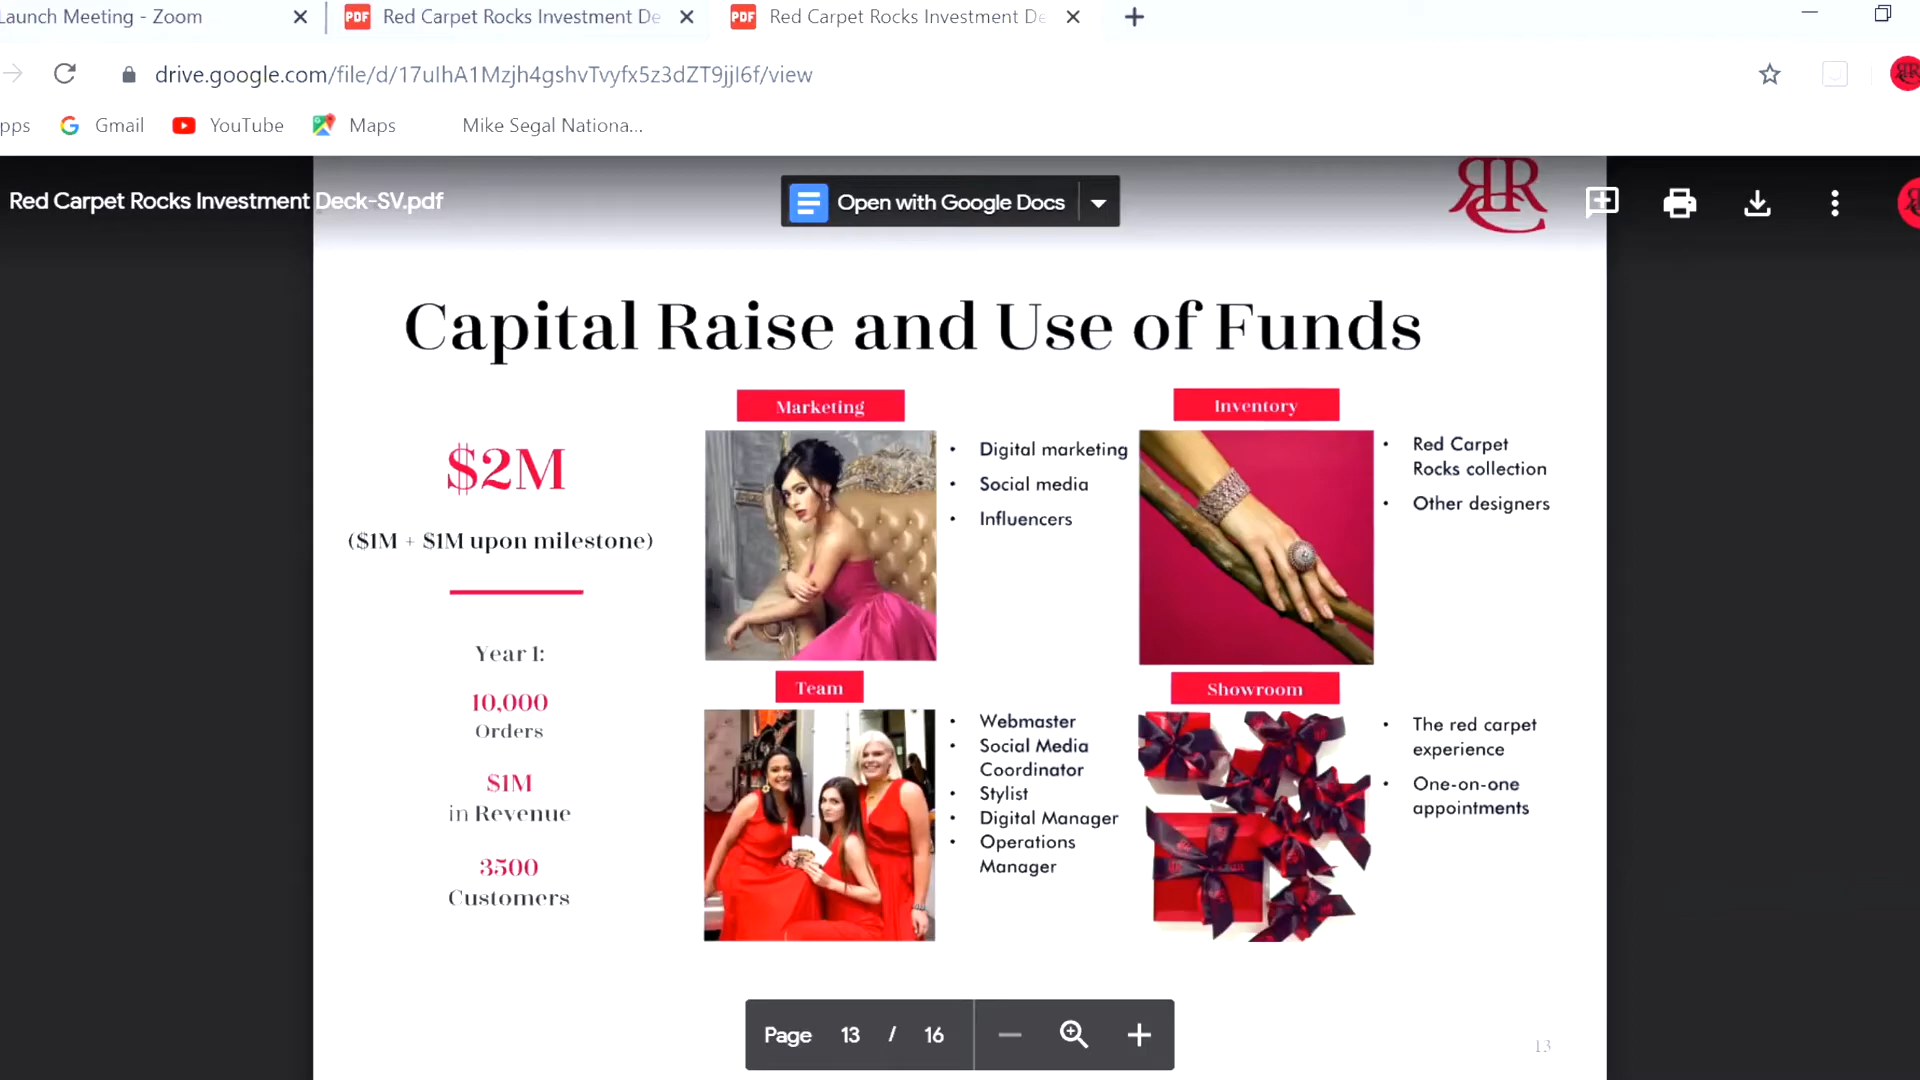 Launch Meeting - Zoom
Red Carpet Rocks Investment De
Red Carpet Rocks Investment De
drive.google.com/file/d/17uIhA1Mzjh4gshvTvyfx5z3dZT9jjI6f/view
pps
Gmail
YouTube
Maps
Mike Segal Nationa...
Red Carpet Rocks Investment Deck-SV.pdf
Open with Google Docs
Capital Raise and Use of Funds
$2M
($1M + $1M upon milestone)
Year 1:
10,000
Orders
$1M
in Revenue
3500
Customers
Marketing
• Digital marketing
• Social media
• Influencers
Inventory
• Red Carpet
Rocks collection
• Other designers
Team
• Webmaster
• Social Media
Coordinator
• Stylist
• Digital Manager
• Operations
Manager
Showroom
• The red carpet
experience
• One-on-one
appointments
Page 13 / 16
13